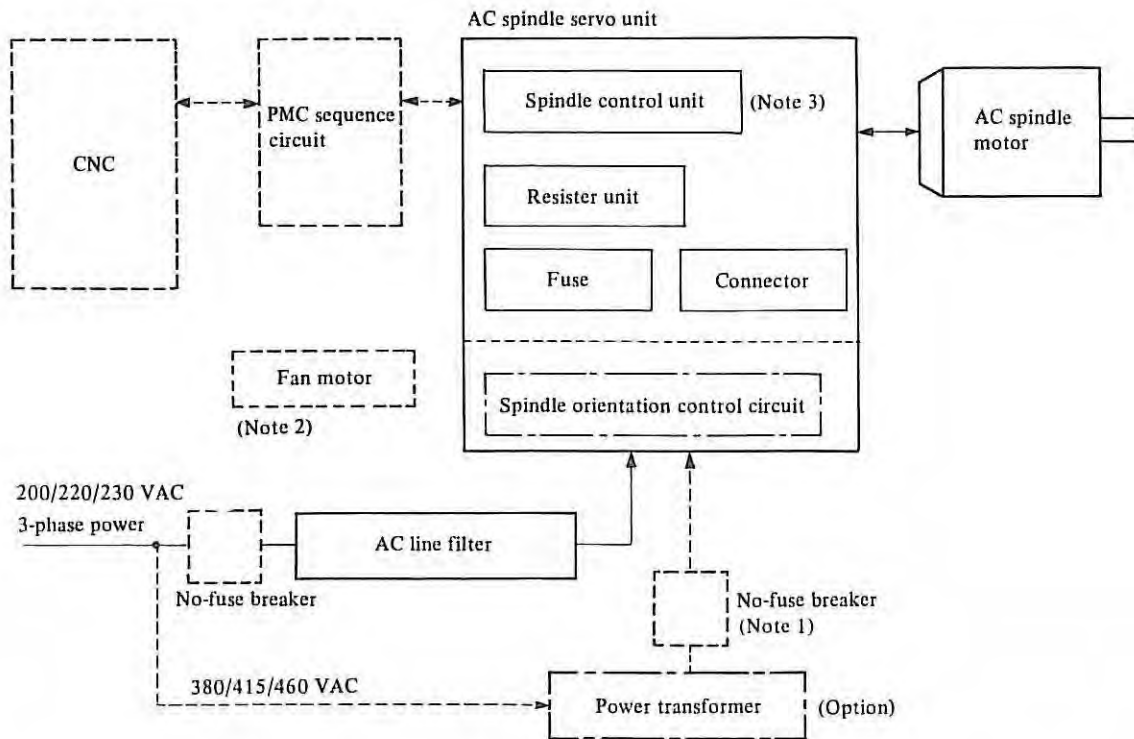 AC spindle servo unit
CNC
PMC sequence
circuit
Spindle control unit
(Note 3)
AC spindle
motor
Resister unit
Fuse
Connector
Fan motor
(Note 2)
Spindle orientation control circuit
200/220/230 VAC
3-phase power
AC line filter
No-fuse breaker
No-fuse breaker
(Note 1)
380/415/460 VAC
Power transformer
(Option)